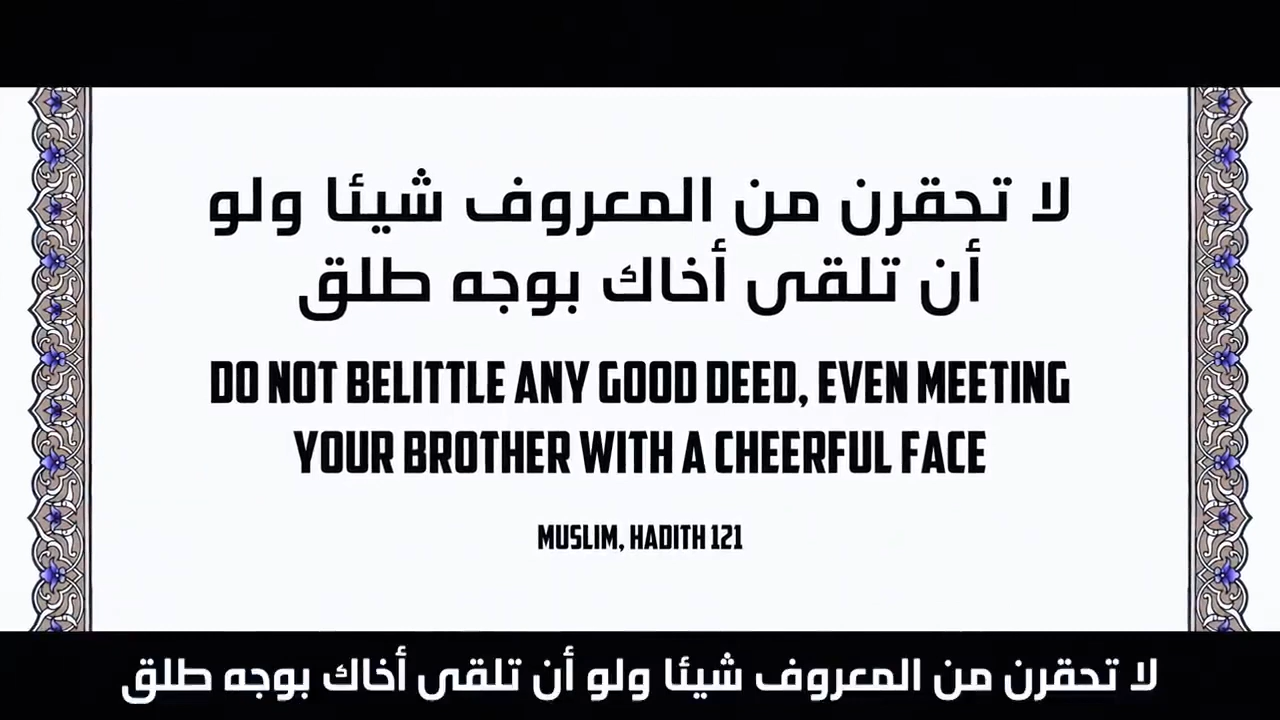 لا تحقرن من المعروف شيئا ولو
أن تلقى أخاك بوجه طلق
DO NOT BELITTLE ANY GOOD DEED, EVEN MEETING
YOUR BROTHER WITH A CHEERFUL FACE
MUSLIM, HADITH 121
لا تحقرن من المعروف شيئا ولو أن تلقى أخاك بوجه طلق